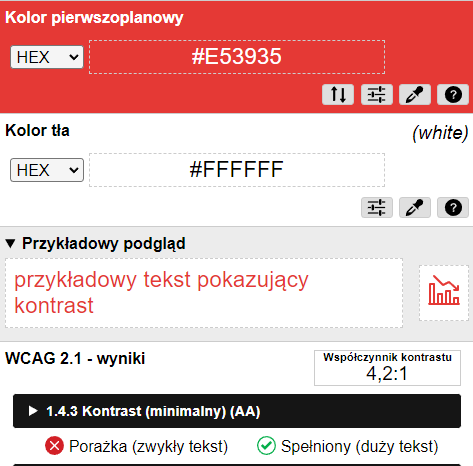 Kolor pierwszoplanowy
HEX
#E53935
Kolor tła
(white)
HEX
#FFFFFF
▼ Przykładowy podgląd
przykładowy tekst pokazujący
kontrast
WCAG 2.1 - wyniki
Współczynnik kontrastu
4,2:1
▶ 1.4.3 Kontrast (minimalny) (AA)
Porażka (zwykły tekst)
Spełniony (duży tekst)